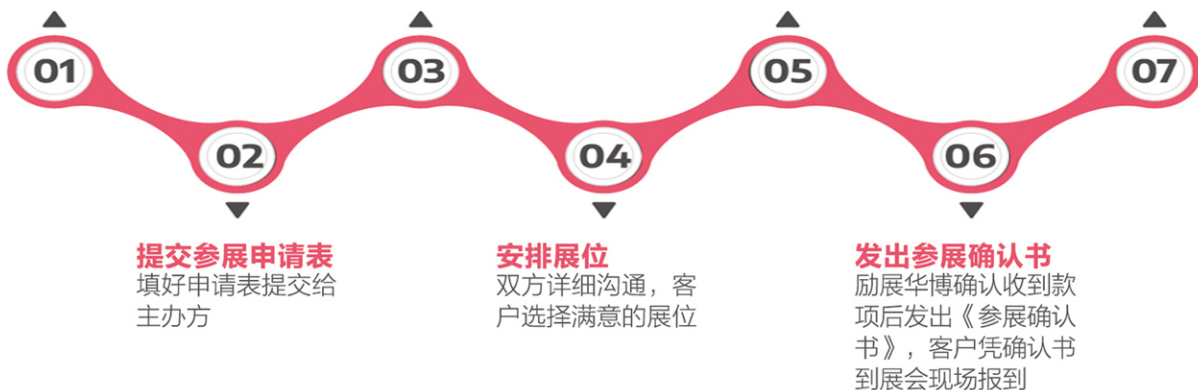 01
03
05
07
02
04
06
提交参展申请表
填好申请表提交给
主办方
安排展位
双方详细沟通，客
户选择满意的展位
发出参展确认书
励展华博确认收到款
项后发出《参展确认
书》，客户凭确认书
到展会现场报到